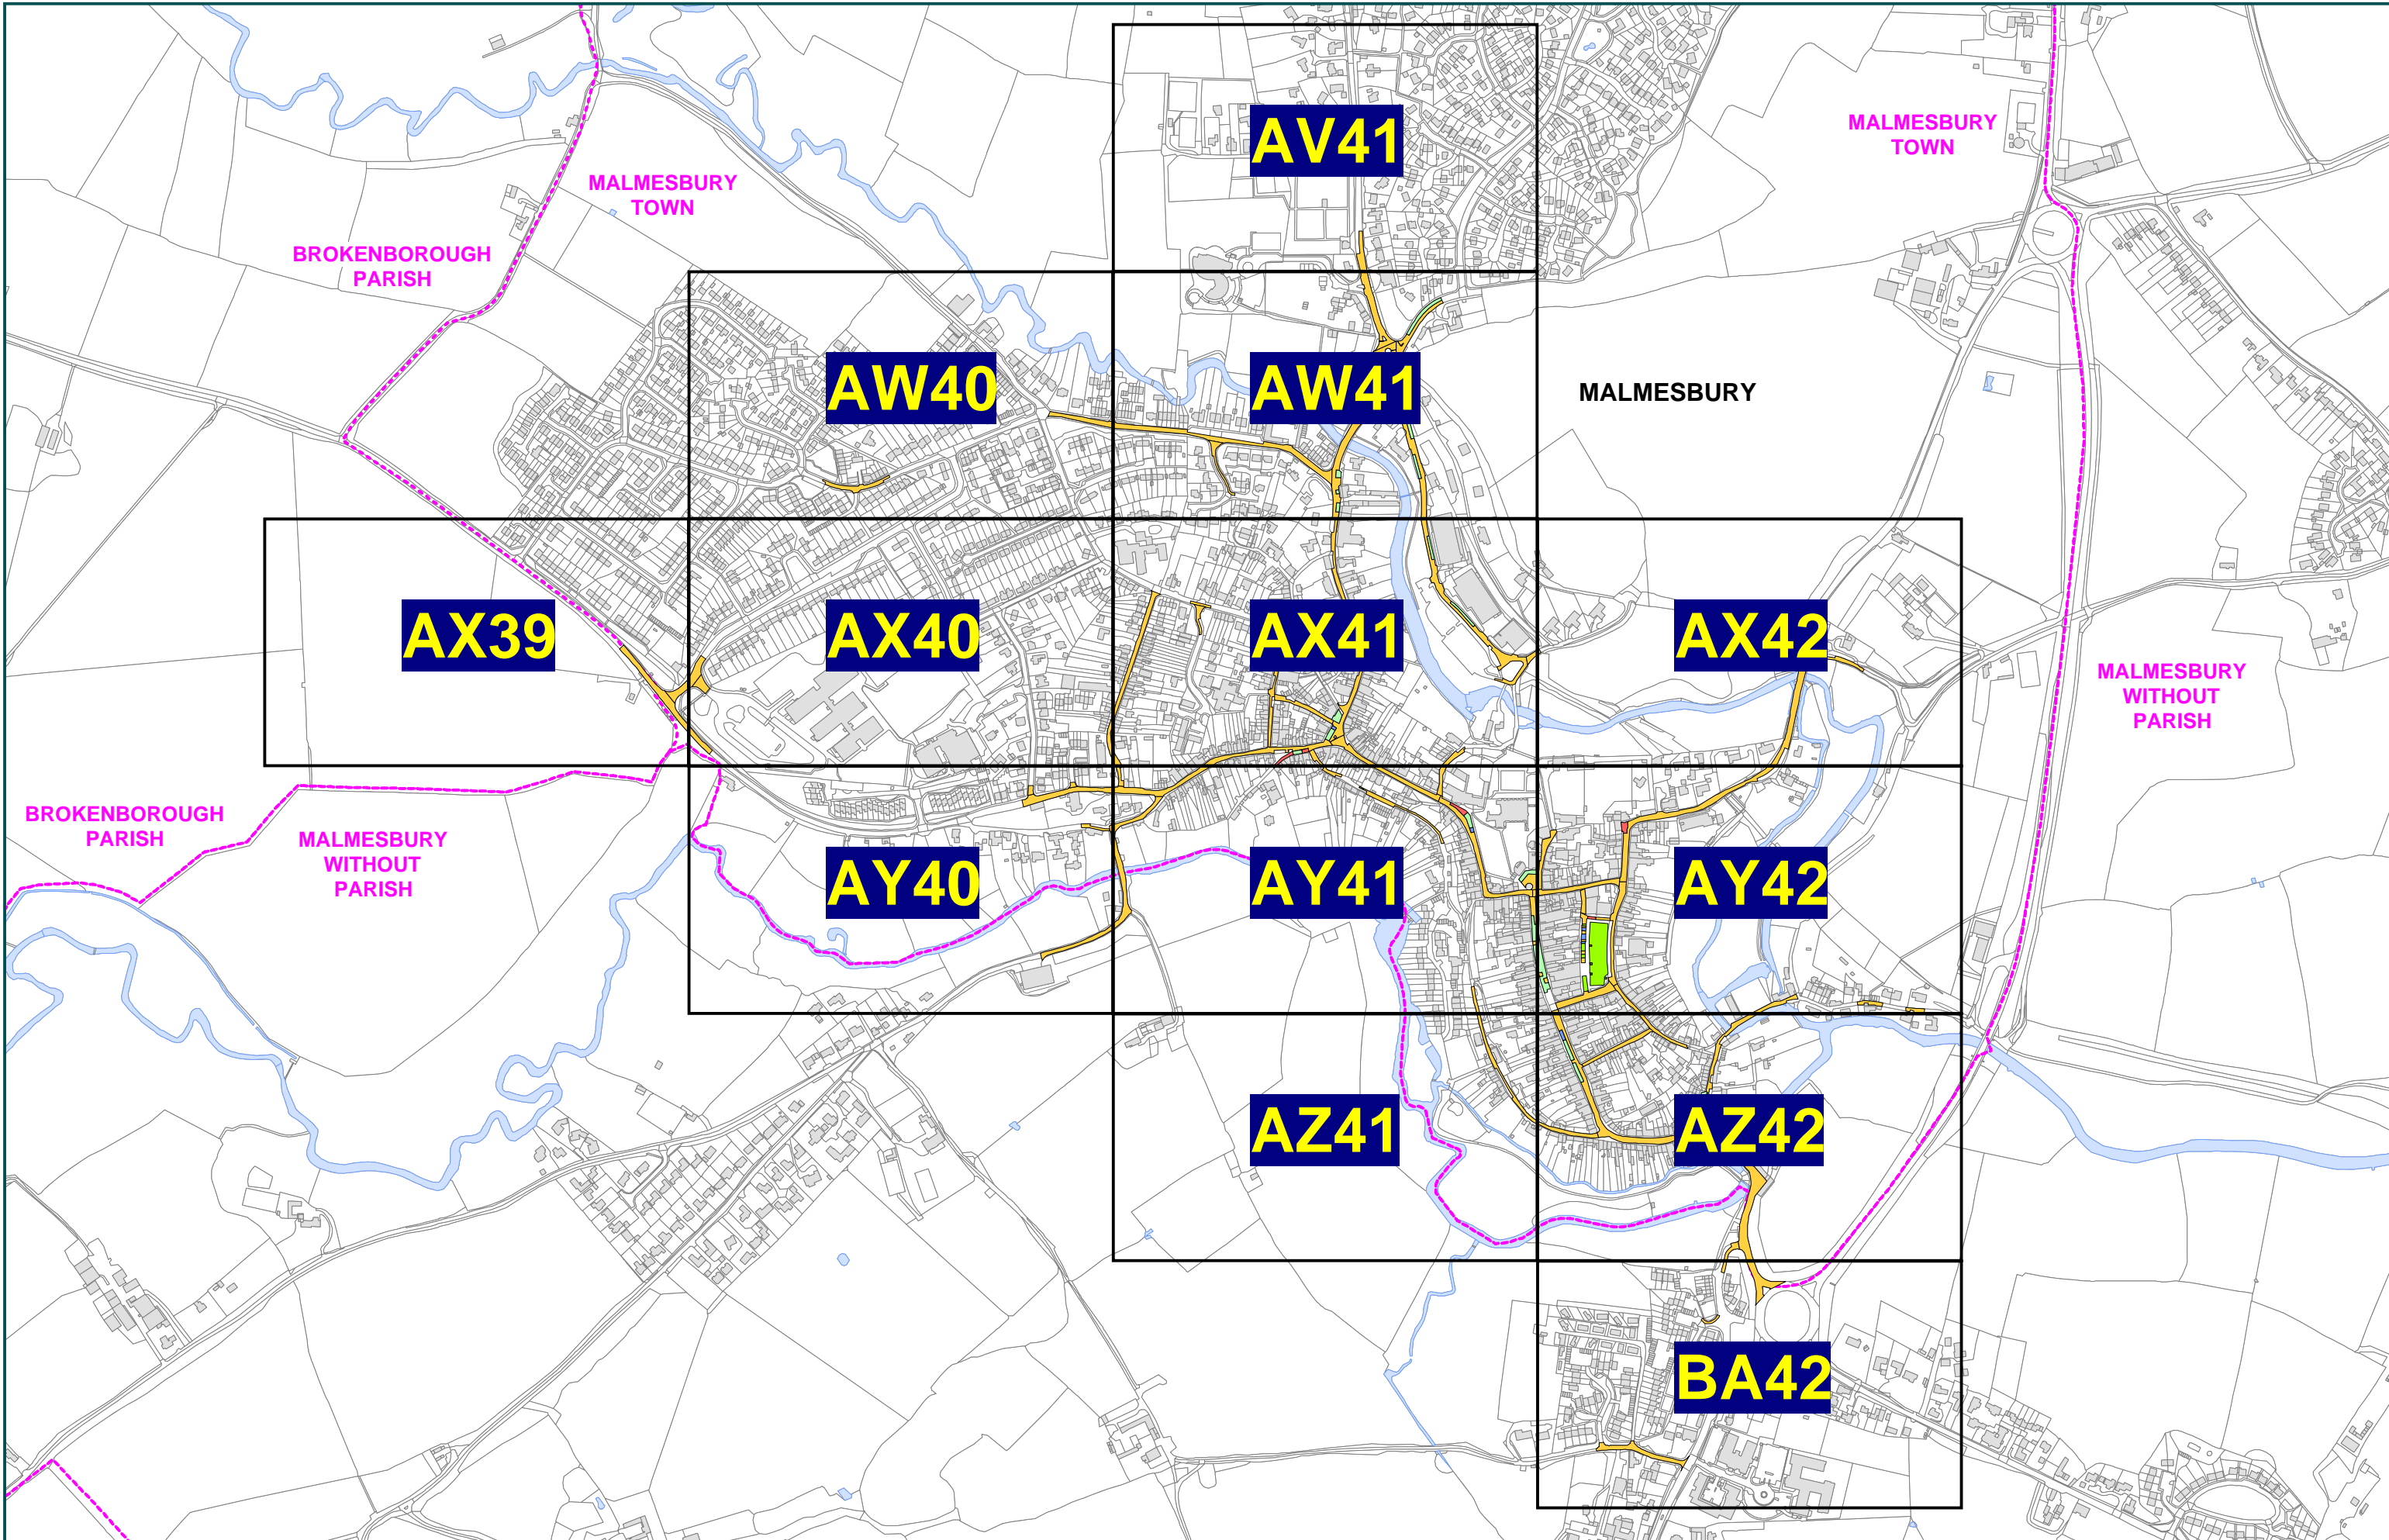 AV41
MALMESBURY
TOWN
MALMESBURY
TOWN
BROKENBOROUGH
PARISH
AW40
AW41
MALMESBURY
AX39
AX40
AX41
AX42
MALMESBURY
WITHOUT
PARISH
BROKENBOROUGH
PARISH
MALMESBURY
WITHOUT
PARISH
AY40
AY41
AY42
AZ41
AZ42
BA42